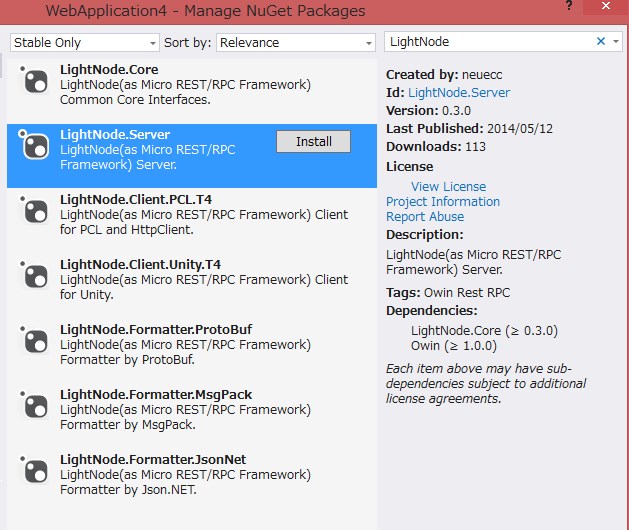 WebApplication4 - Manage NuGet Packages
?
×
Stable Only
Sort by:
Relevance
LightNode
×
LightNode.Core
LightNode(as Micro REST/RPC Framework)
Common Core Interfaces.
LightNode.Server
LightNode(as Micro REST/RPC
Framework) Server.
Install
LightNode.Client.PCL.T4
LightNode(as Micro REST/RPC Framework) Client
for PCL and HttpClient.
LightNode.Client.Unity.T4
LightNode(as Micro REST/RPC Framework) Client
for Unity.
LightNode.Formatter.ProtoBuf
LightNode(as Micro REST/RPC Framework)
Formatter by ProtoBuf.
LightNode.Formatter.MsgPack
LightNode(as Micro REST/RPC Framework)
Formatter by MsgPack.
LightNode.Formatter.JsonNet
LightNode(as Micro REST/RPC Framework)
Formatter by Json.NET.
Created by: neuecc
Id: LightNode.Server
Version: 0.3.0
Last Published: 2014/05/12
Downloads: 113
License
View License
Project Information
Report Abuse
Description:
LightNode(as Micro REST/RPC
Framework) Server.
Tags: Owin Rest RPC
Dependencies:
LightNode.Core (≥ 0.3.0)
Owin (≥ 1.0.0)
Each item above may have sub-
dependencies subject to additional
license agreements.